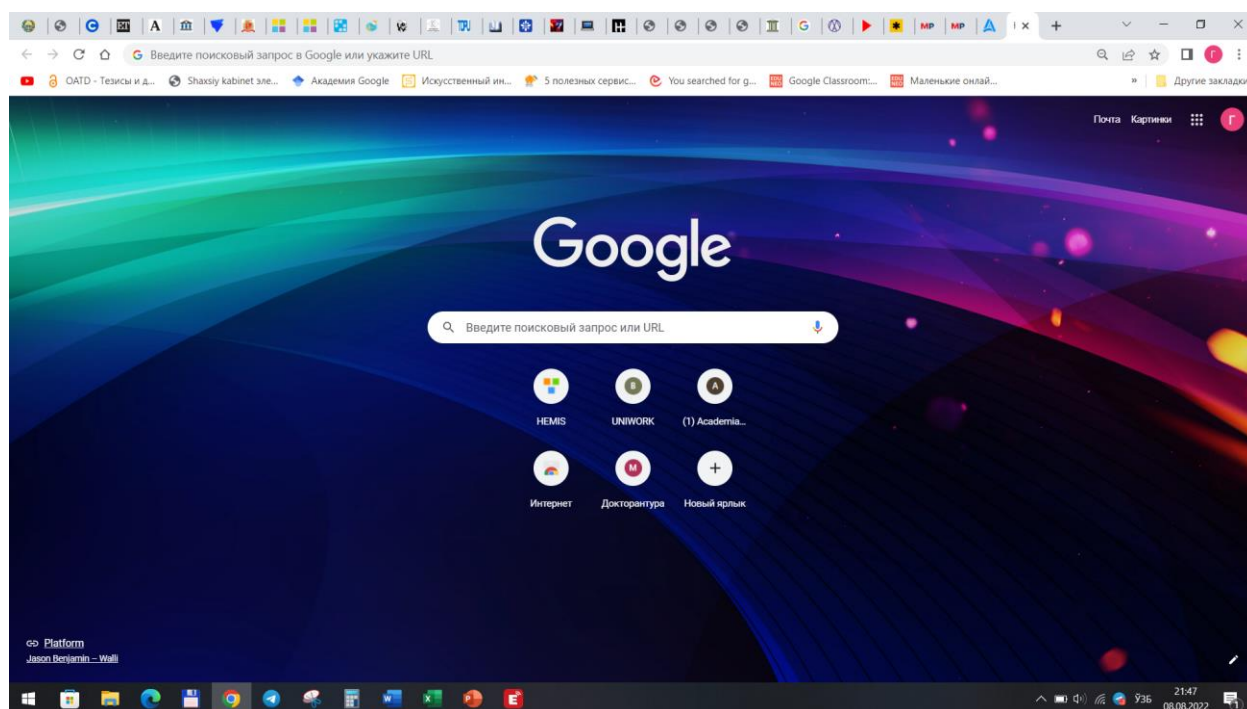 Введите поисковый запрос в Google или укажите URL
OATD - Тезисы и д... Shaxsiy kabinet эле... Академия Google Искусственный ин... 5 полезных сервис... You searched for g... Google Classroom:... Маленькие онлай... » Другие закладки
Почта Картинки Г
Google
Введите поисковый запрос или URL
HEMIS UNIWORK (1) Academia...
Интернет Докторантура Новый ярлык
Platform
Jason Benjamin – Walli
ЎЗБ 21:47
08.08.2022